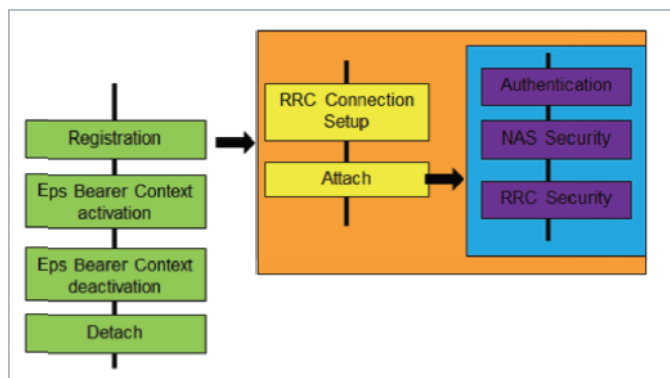 Registration
Eps Bearer Context
activation
Eps Bearer Context
deactivation
Detach
RRC Connection
Setup
Attach
Authentication
NAS Security
RRC Security